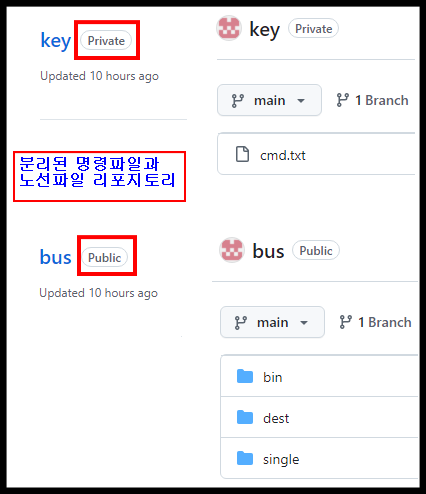 key Private
Updated 10 hours ago
key Private
main 1 Branch
cmd.txt
분리된 명령파일과
노선파일 리포지토리
bus Public
Updated 10 hours ago
bus Public
main 1 Branch
bin
dest
single